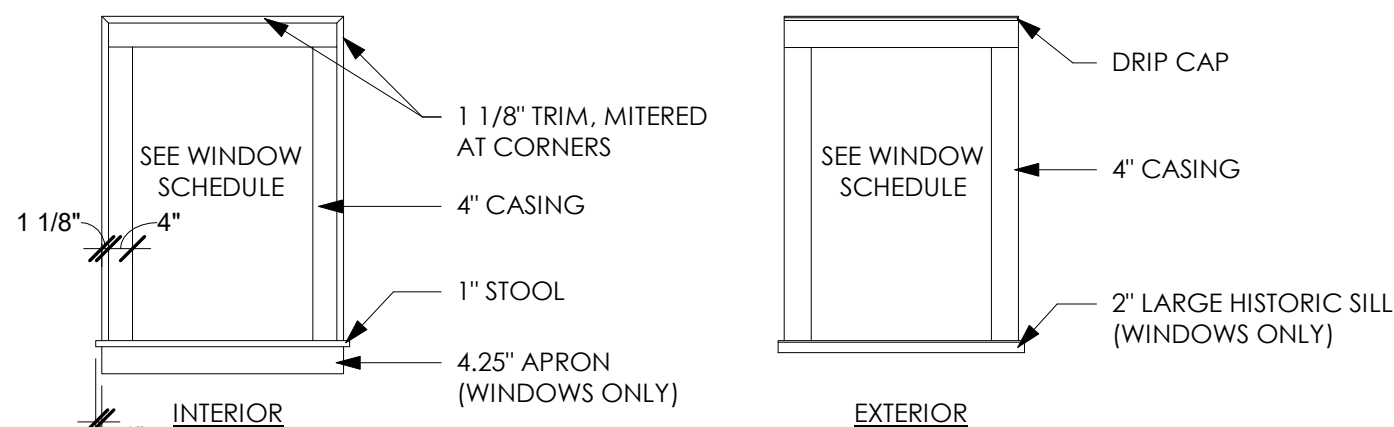 DRIP CAP
1 1/8" TRIM, MITERED
AT CORNERS
SEE WINDOW
SCHEDULE
SEE WINDOW
SCHEDULE
4" CASING
4" CASING
1 1/8"
4"
1" STOOL
2" LARGE HISTORIC SILL
(WINDOWS ONLY)
4.25" APRON
(WINDOWS ONLY)
INTERIOR
EXTERIOR